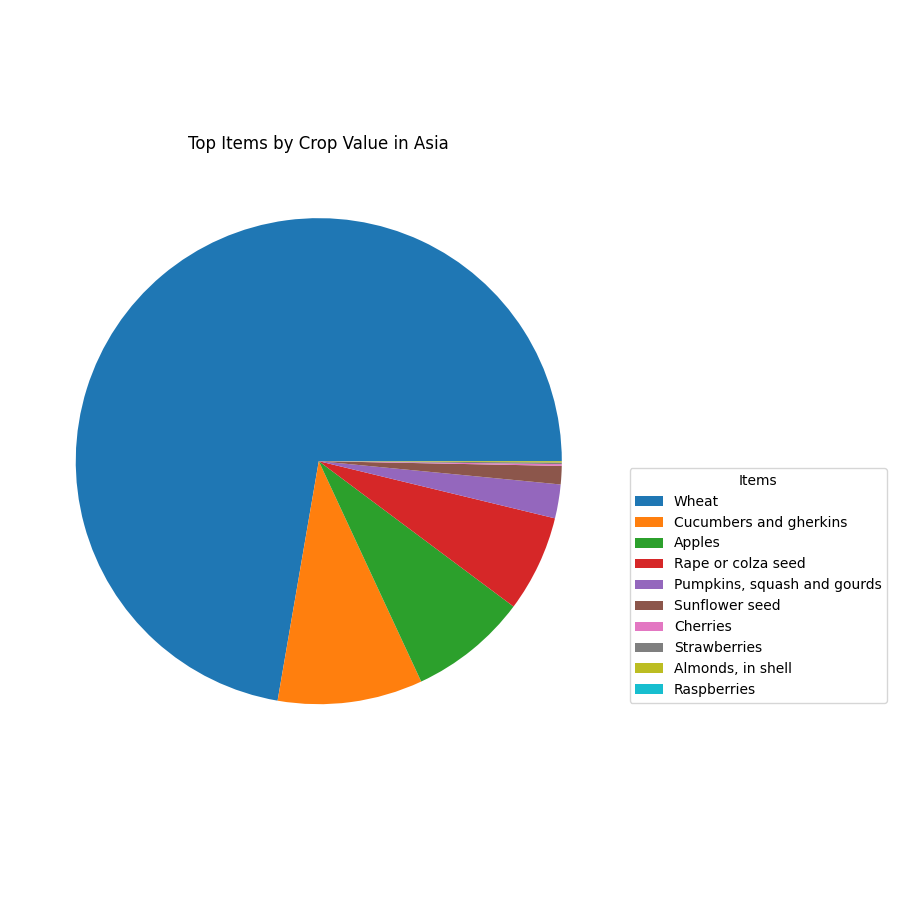 Top Items by Crop Value in Asia
Items
Wheat
Cucumbers and gherkins
Apples
Rape or colza seed
Pumpkins, squash and gourds
Sunflower seed
Cherries
Strawberries
Almonds, in shell
Raspberries